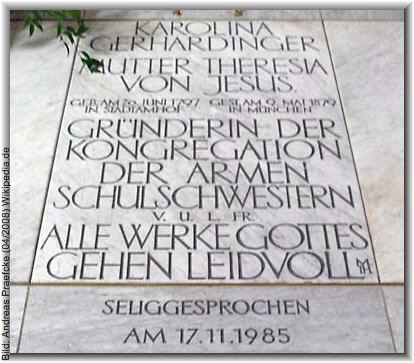 KAROLINA
GERHARDINGER
MUTTER THERESIA
VON JESUS
GEB. AM 20. JUNI 1797 GEST. AM 9. MAI 1879
IN STADTAMHOF IN MÜNCHEN
GRÜNDERIN DER
KONGREGATION
DER ARMEN
SCHULSCHWESTERN
V. U. L. FR.
ALLE WERKE GOTTES
GEHEN LEIDVOLL
SELIGGESPROCHEN
AM 17.11.1985
Bild: Andreas Praefcke (04/2008) Wikipedia.de